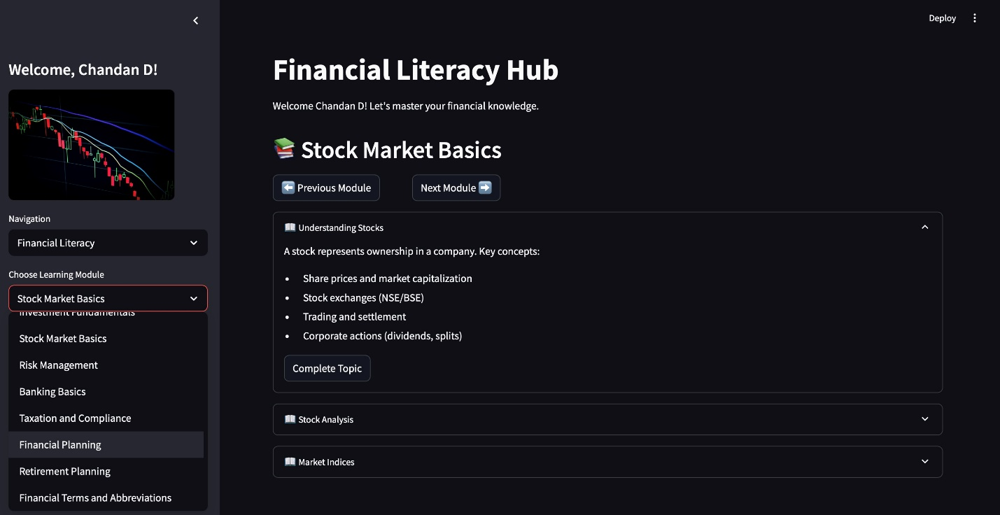 Deploy
Welcome, Chandan D!
Navigation
Financial Literacy
Choose Learning Module
Stock Market Basics
Investment Fundamentals
Stock Market Basics
Risk Management
Banking Basics
Taxation and Compliance
Financial Planning
Retirement Planning
Financial Terms and Abbreviations
Financial Literacy Hub
Welcome Chandan D! Let's master your financial knowledge.
📚 Stock Market Basics
⬅️ Previous Module
Next Module ➡️
📖 Understanding Stocks
A stock represents ownership in a company. Key concepts:
• Share prices and market capitalization
• Stock exchanges (NSE/BSE)
• Trading and settlement
• Corporate actions (dividends, splits)
Complete Topic
📖 Stock Analysis
📖 Market Indices